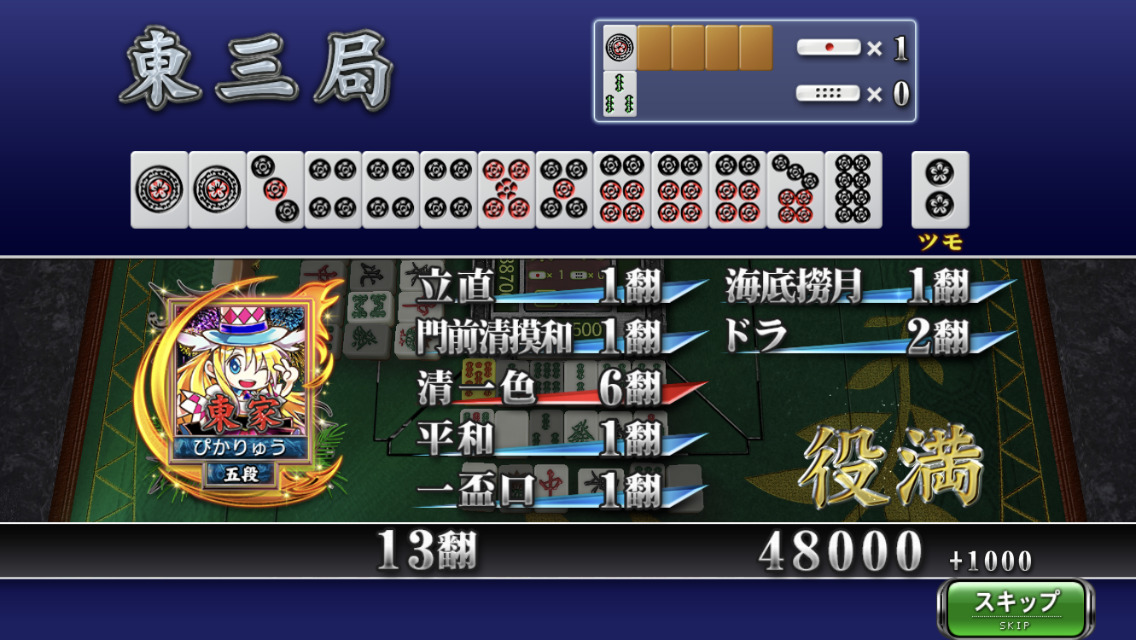 東三局
× 1
× 0
ツモ
立直 1翻
門前清摸和 1翻
清一色 6翻
平和 1翻
一盃口 1翻
海底撈月 1翻
ドラ 2翻
役満
東家
ぴかりゅう
五段
13翻
48000 +1000
スキップ
SKIP